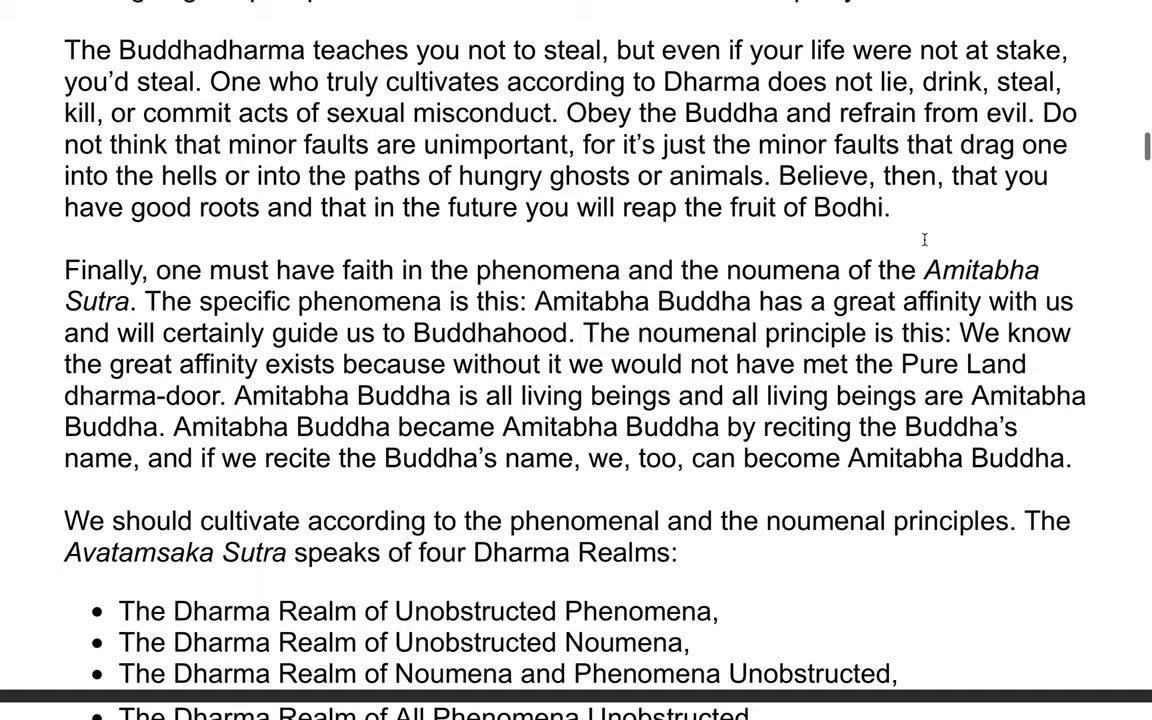 The Buddhadharma teaches you not to steal, but even if your life were not at stake,
you’d steal. One who truly cultivates according to Dharma does not lie, drink, steal,
kill, or commit acts of sexual misconduct. Obey the Buddha and refrain from evil. Do
not think that minor faults are unimportant, for it’s just the minor faults that drag one
into the hells or into the paths of hungry ghosts or animals. Believe, then, that you
have good roots and that in the future you will reap the fruit of Bodhi.
Finally, one must have faith in the phenomena and the noumena of the Amitabha
Sutra. The specific phenomena is this: Amitabha Buddha has a great affinity with us
and will certainly guide us to Buddhahood. The noumenal principle is this: We know
the great affinity exists because without it we would not have met the Pure Land
dharma-door. Amitabha Buddha is all living beings and all living beings are Amitabha
Buddha. Amitabha Buddha became Amitabha Buddha by reciting the Buddha’s
name, and if we recite the Buddha’s name, we, too, can become Amitabha Buddha.
We should cultivate according to the phenomenal and the noumenal principles. The
Avatamsaka Sutra speaks of four Dharma Realms:
• The Dharma Realm of Unobstructed Phenomena,
• The Dharma Realm of Unobstructed Noumena,
• The Dharma Realm of Noumena and Phenomena Unobstructed,
• The Dharma Realm of All Phenomena Unobstructed